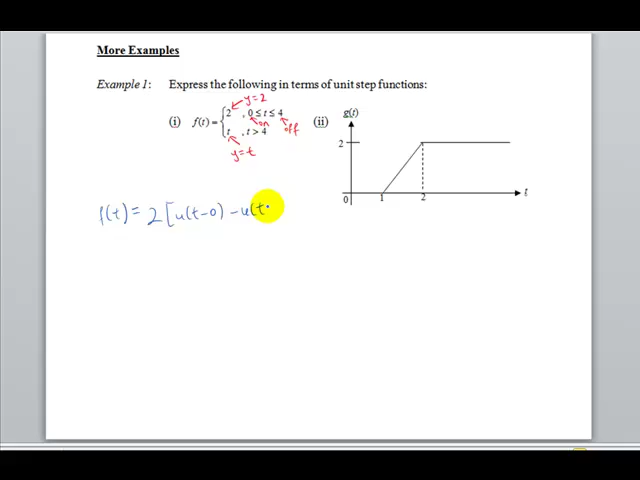 More Examples
Example 1: Express the following in terms of unit step functions:
y=2
(i) f(t) = { 2 , 0 ≤ t ≤ 4
on
off
t , t > 4
y=t
(ii) g(t)
2
0 1 2 t
f(t) = 2 [u(t-0) - u(t